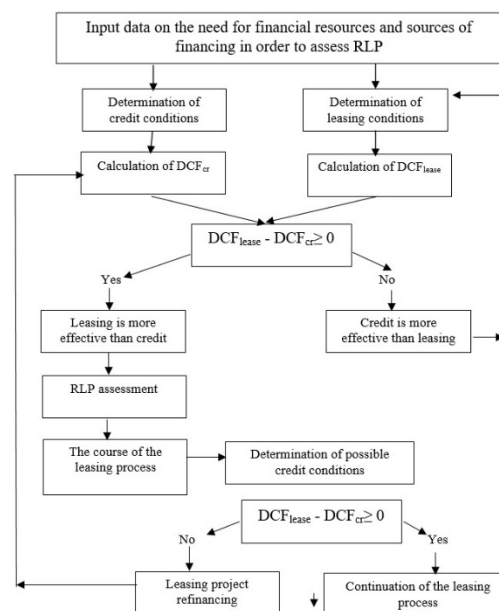 Input data on the need for financial resources and sources of
financing in order to assess RLP
Determination of
credit conditions
Determination of
leasing conditions
Calculation of DCFcr
Calculation of DCFlease
DCFlease - DCFcr≥ 0
Yes
No
Leasing is more
effective than credit
Credit is more
effective than leasing
RLP assessment
The course of the
leasing process
Determination of possible
credit conditions
DCFlease - DCFcr≥ 0
No
Yes
Leasing project
refinancing
Continuation of the leasing
process